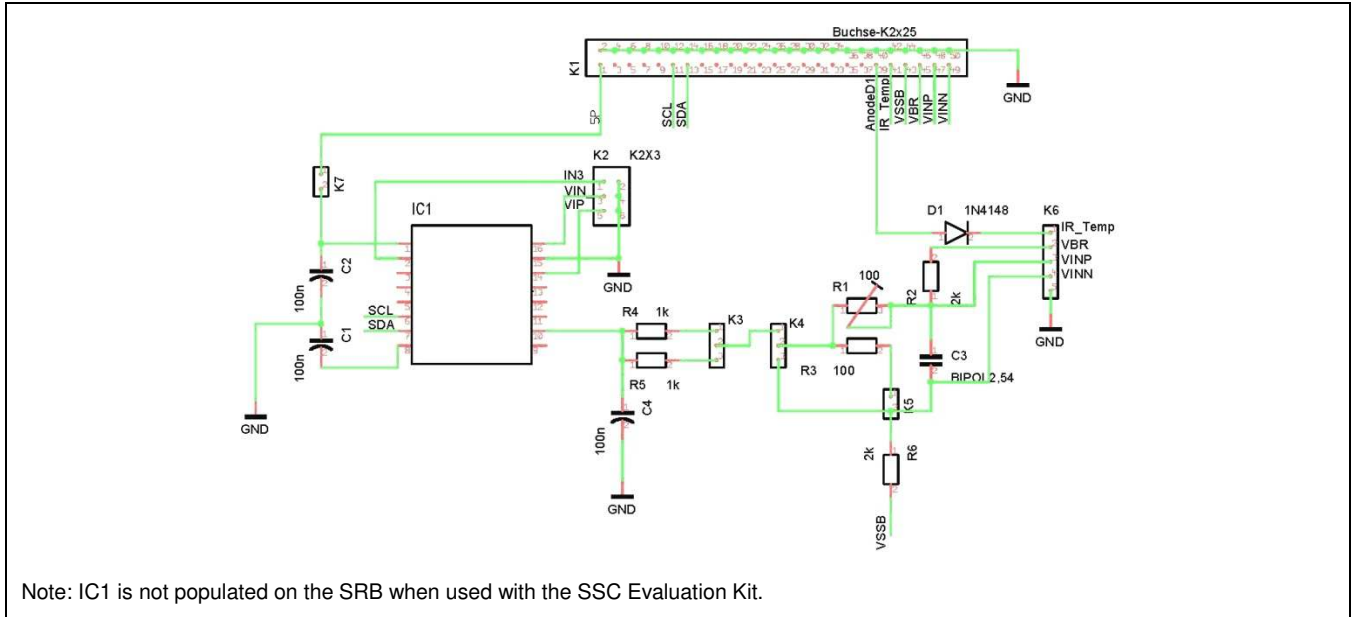 Buchse-K2x25
K1
GND
5P
SCL
SDA
AnodeD1
IR_Temp
VSSB
VBR
VINP
VINN
K7
K2
K2X3
IN3
VIN
VIP
GND
IC1
C2
100n
C1
100n
SCL
SDA
GND
R4 1k
R5 1k
C4
100n
GND
K3
K4
R1
100
R3 100
D1 1N4148
K6
IR_Temp
VBR
VINP
VINN
GND
R2
2k
C3
BIPOL2,54
K5
2k
R6
VSSB
Note: IC1 is not populated on the SRB when used with the SSC Evaluation Kit.